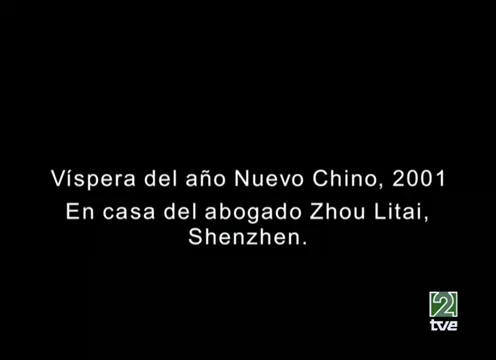 Víspera del año Nuevo Chino, 2001
En casa del abogado Zhou Litai,
Shenzhen.
2
tve